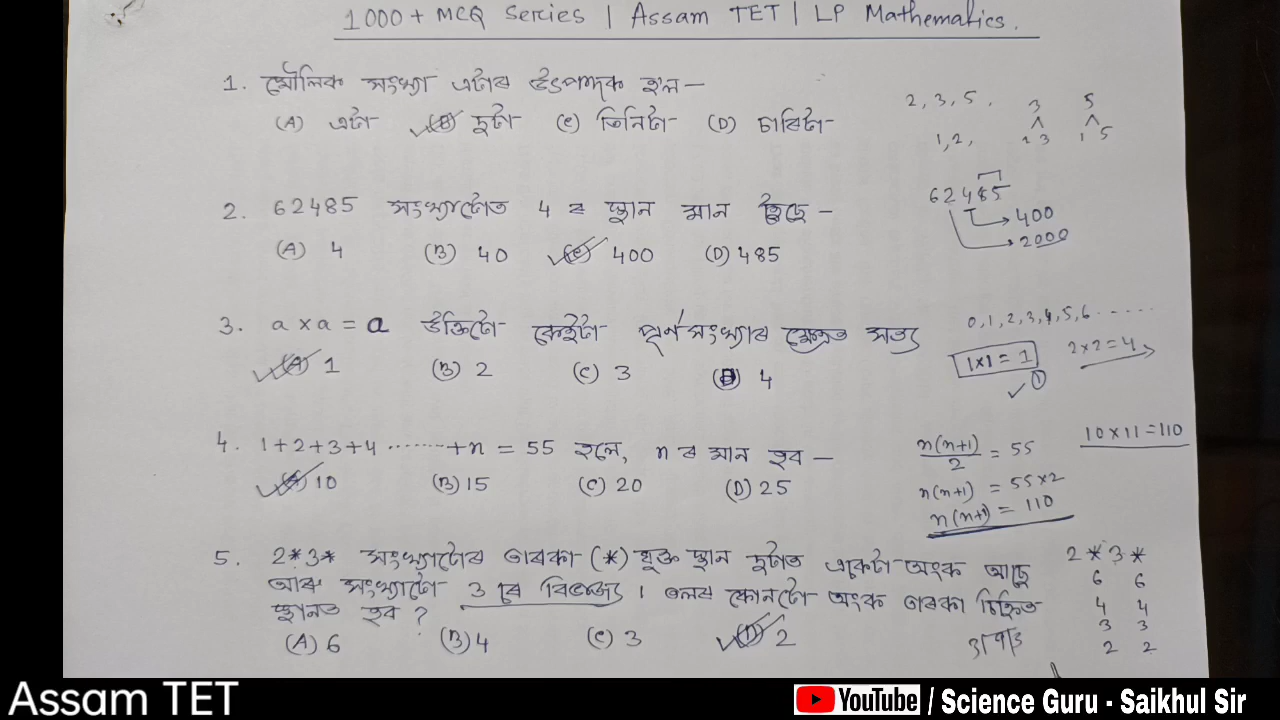 1000+ MCQ Series | Assam TET | LP Mathematics.
1. মৌলিক সংখ্যা এটাৰ উৎপাদক হ'ল –
(A) এটা (B) দুটা (C) তিনিটা (D) চাৰিটা
2, 3, 5,
3 5
1, 2, 1 3 1 5
2. 62485 সংখ্যাটোত 4 ৰ স্থান মান হৈছে –
(A) 4 (B) 40 (C) 400 (D) 485
62485
400
2000
3. a × a = a উক্তিটো কেইটা পূৰ্ণসংখ্যাৰ ক্ষেত্ৰত সত্য
(A) 1 (B) 2 (C) 3 (D) 4
0, 1, 2, 3, 4, 5, 6 ......
1×1 = 1 2×2 = 4
1
4. 1+2+3+4 ....... +n = 55 হলে, n ৰ মান হব –
(A) 10 (B) 15 (C) 20 (D) 25
n(n+1)/2 = 55
n(n+1) = 55×2
n(n+1) = 110
10×11=110
5. 2*3* সংখ্যাটোৰ তাৰকা (*) যুক্ত স্থান দুটাত একেটা অংক আছে
আৰু সংখ্যাটো 3 ৰে বিভাজ্য। তলৰ কোনটো অংক তাৰকা চিহ্নিত
স্থানত হব ?
(A) 6 (B) 4 (C) 3 (D) 2
2 * 3 *
6 6
4 4
3 3
2 2
Assam TET
YouTube / Science Guru - Saikhul Sir